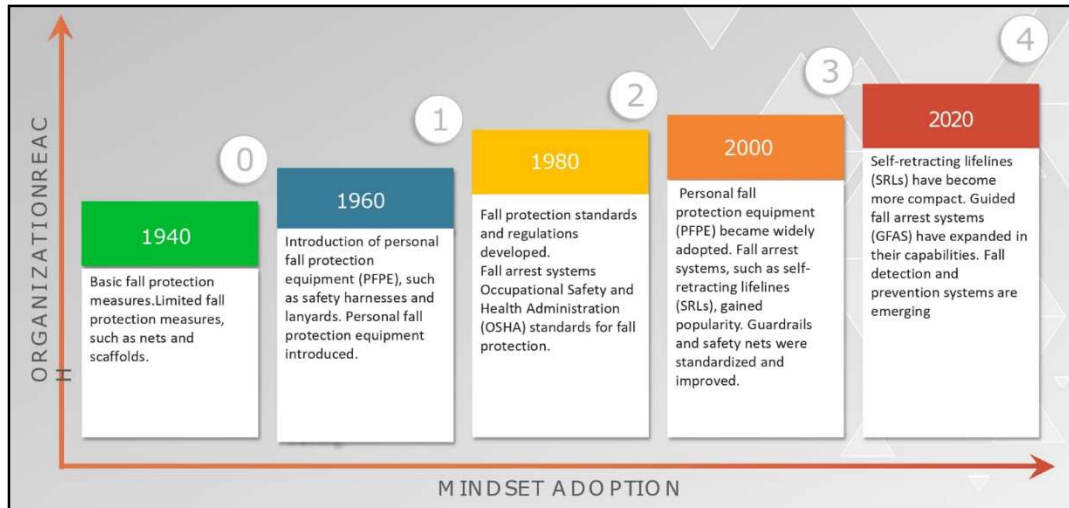 ORGANIZATIONREAC
H
0
1
2
3
4
1940
Basic fall protection
measures.Limited fall
protection measures,
such as nets and
scaffolds.
1960
Introduction of personal
fall protection
equipment (PFPE), such
as safety harnesses and
lanyards. Personal fall
protection equipment
introduced.
1980
Fall protection standards
and regulations
developed.
Fall arrest systems
Occupational Safety and
Health Administration
(OSHA) standards for fall
protection.
2000
Personal fall
protection equipment
(PFPE) became widely
adopted. Fall arrest
systems, such as self-
retracting lifelines
(SRLs), gained
popularity. Guardrails
and safety nets were
standardized and
improved.
2020
Self-retracting lifelines
(SRLs) have become
more compact. Guided
fall arrest systems
(GFAS) have expanded in
their capabilities. Fall
detection and
prevention systems are
emerging
MINDSET ADOPTION